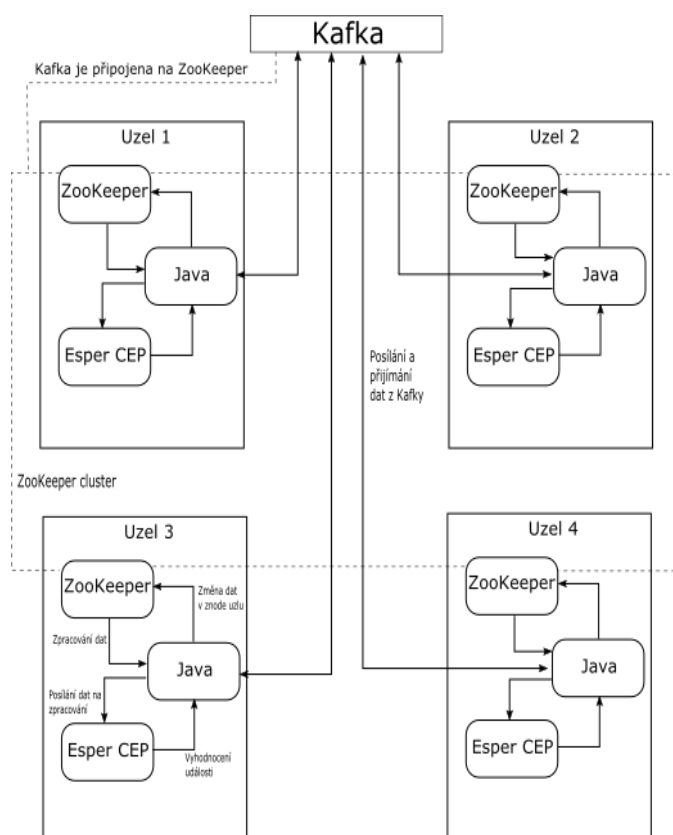 Kafka
Kafka je připojena na ZooKeeper
Uzel 1
ZooKeeper
Java
Esper CEP
Uzel 2
ZooKeeper
Java
Esper CEP
Posílání a
přijímání
dat z Kafky
ZooKeeper cluster
Uzel 3
ZooKeeper
Změna dat
v znode uzlu
Zpracování dat
Java
Posílání dat na
zpracování
Esper CEP
Vyhodnocení
události
Uzel 4
ZooKeeper
Java
Esper CEP